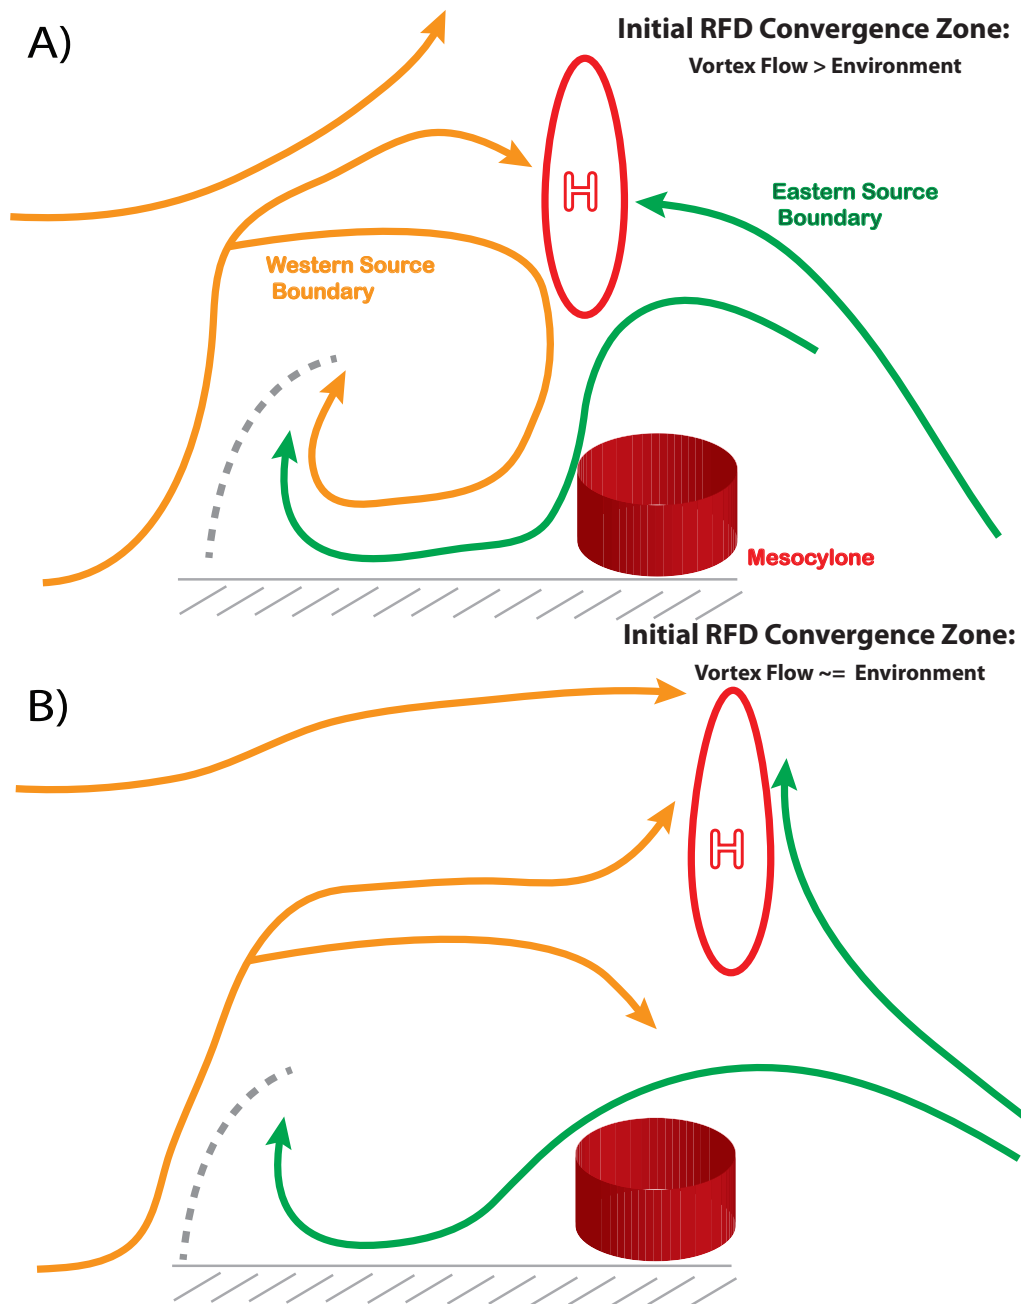 A)
Initial RFD Convergence Zone:
Vortex Flow > Environment
H
Eastern Source
Boundary
Western Source
Boundary
Mesocylone
Initial RFD Convergence Zone:
Vortex Flow ~= Environment
B)
H